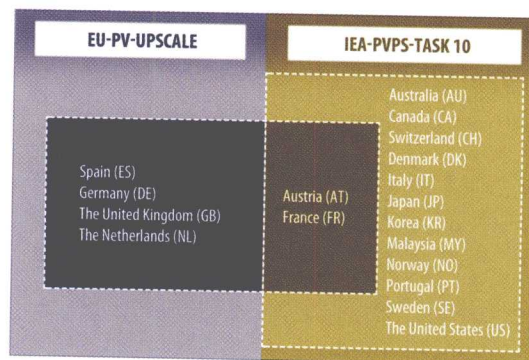 EU-PV-UPSCALE
IEA-PVPS-TASK 10
Spain (ES)
Germany (DE)
The United Kingdom (GB)
The Netherlands (NL)
Austria (AT)
France (FR)
Australia (AU)
Canada (CA)
Switzerland (CH)
Denmark (DK)
Italy (IT)
Japan (JP)
Korea (KR)
Malaysia (MY)
Norway (NO)
Portugal (PT)
Sweden (SE)
The United States (US)